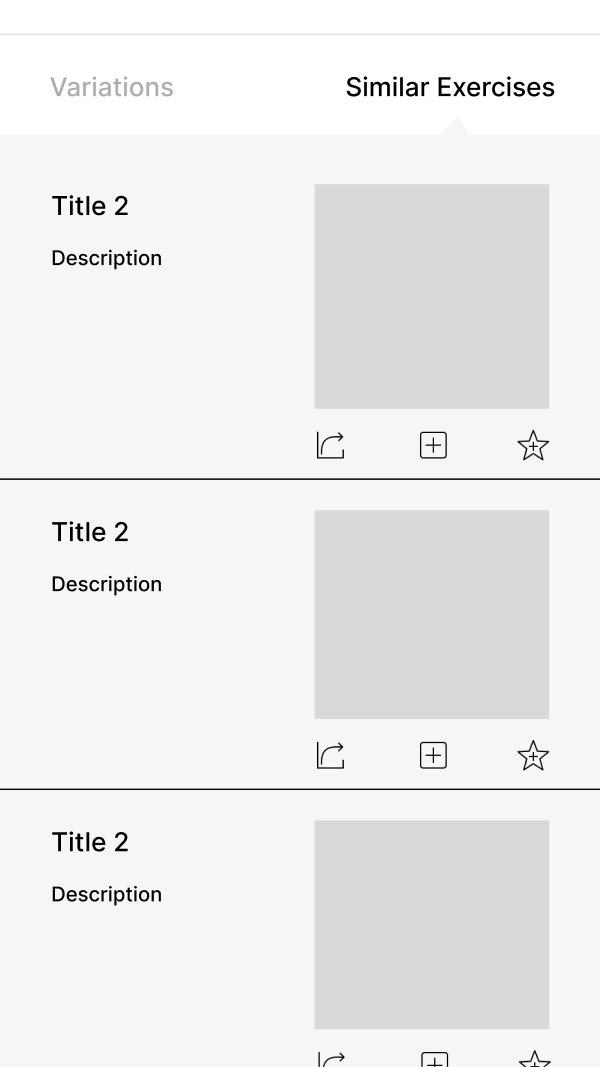 Variations
Similar Exercises
Title 2
Description
Title 2
Description
Title 2
Description